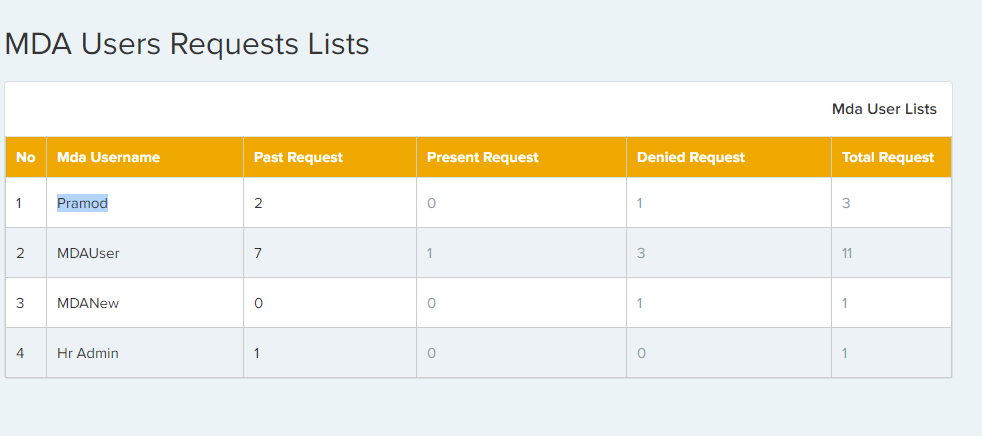 MDA Users Requests Lists
Mda User Lists
No Mda Username Past Request Present Request Denied Request Total Request
1 Pramod 2 0 1 3
2 MDAUser 7 1 3 11
3 MDANew 0 0 1 1
4 Hr Admin 1 0 0 1